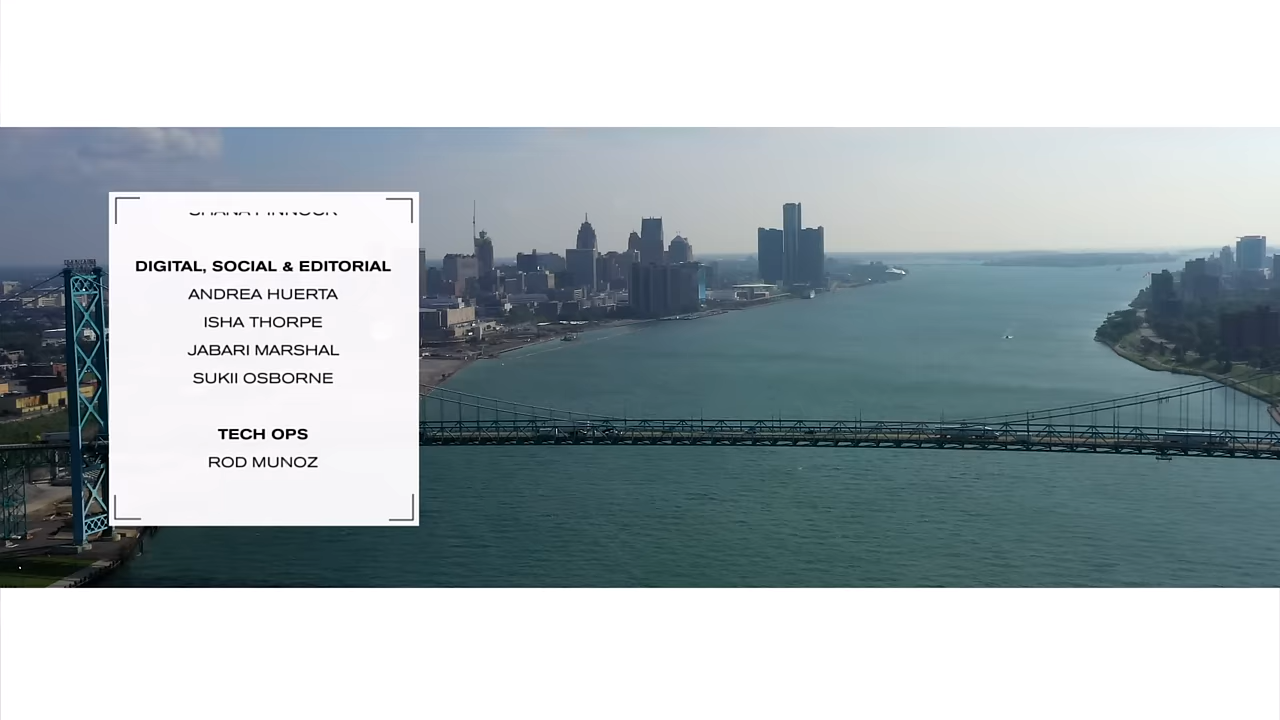 DIGITAL, SOCIAL & EDITORIAL
ANDREA HUERTA
ISHA THORPE
JABARI MARSHAL
SUKII OSBORNE
TECH OPS
ROD MUNOZ